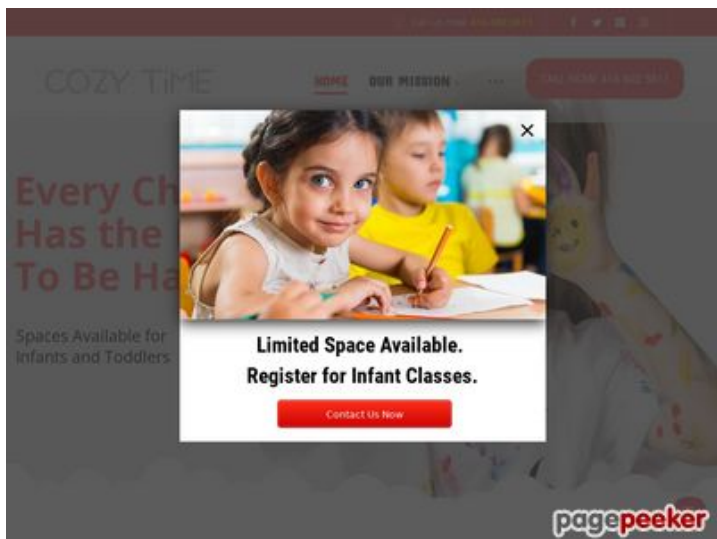 COZY TiME
HOME
OUR MISSION
Every Ch
Has the
To Be Ha
Spaces Available for
Infants and Toddlers
Limited Space Available.
Register for Infant Classes.
Contact Us Now
pagepeeker